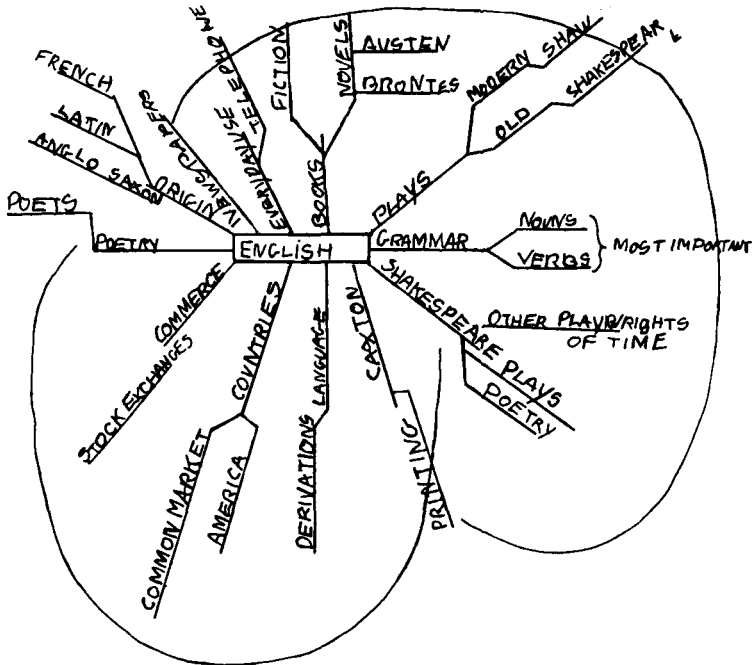 ENGLISH
ORIGIN
FRENCH
LATIN
ANGLO SAXON
NEWSPAPERS
EVERYDAY USE
TELEPHONE
BOOKS
FICTION
NOVELS
AUSTEN
BRONTES
PLAYS
MODERN SHAW
OLD SHAKESPEAR
GRAMMAR
NOUNS
VERBS
MOST IMPORTANT
SHAKESPEARE PLAYS
OTHER PLAYWRIGHTS
OF TIME
POETRY
CAXTON
PRINTING
LANGUAGE
DERIVATIONS
COUNTRIES
COMMON MARKET
AMERICA
COMMERCE
STOCK EXCHANGES
POETRY
POETS